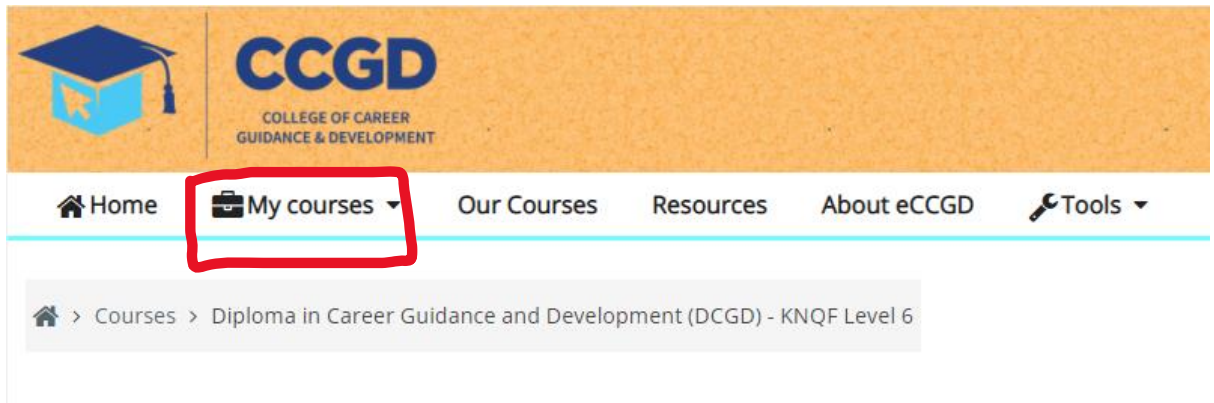 CCGD
COLLEGE OF CAREER
GUIDANCE & DEVELOPMENT
Home My courses Our Courses Resources About eCCGD Tools
> Courses > Diploma in Career Guidance and Development (DCGD) - KNQF Level 6